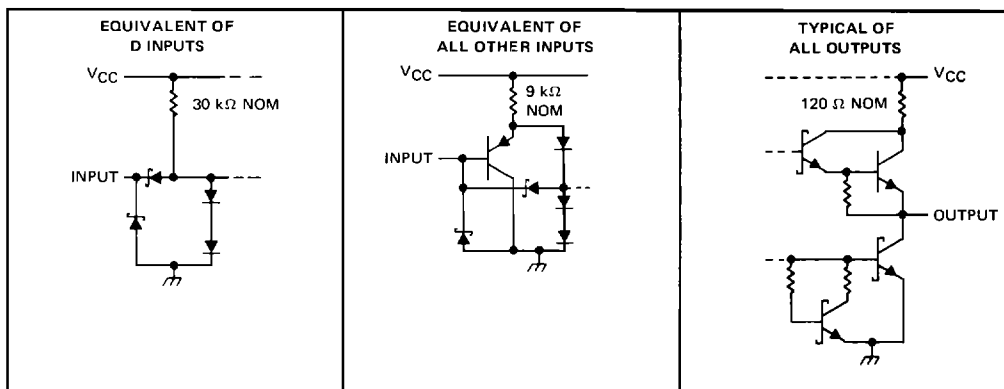 EQUIVALENT OF
D INPUTS
VCC
30 kΩ NOM
INPUT
EQUIVALENT OF
ALL OTHER INPUTS
VCC
9 kΩ
NOM
INPUT
TYPICAL OF
ALL OUTPUTS
VCC
120 Ω NOM
OUTPUT